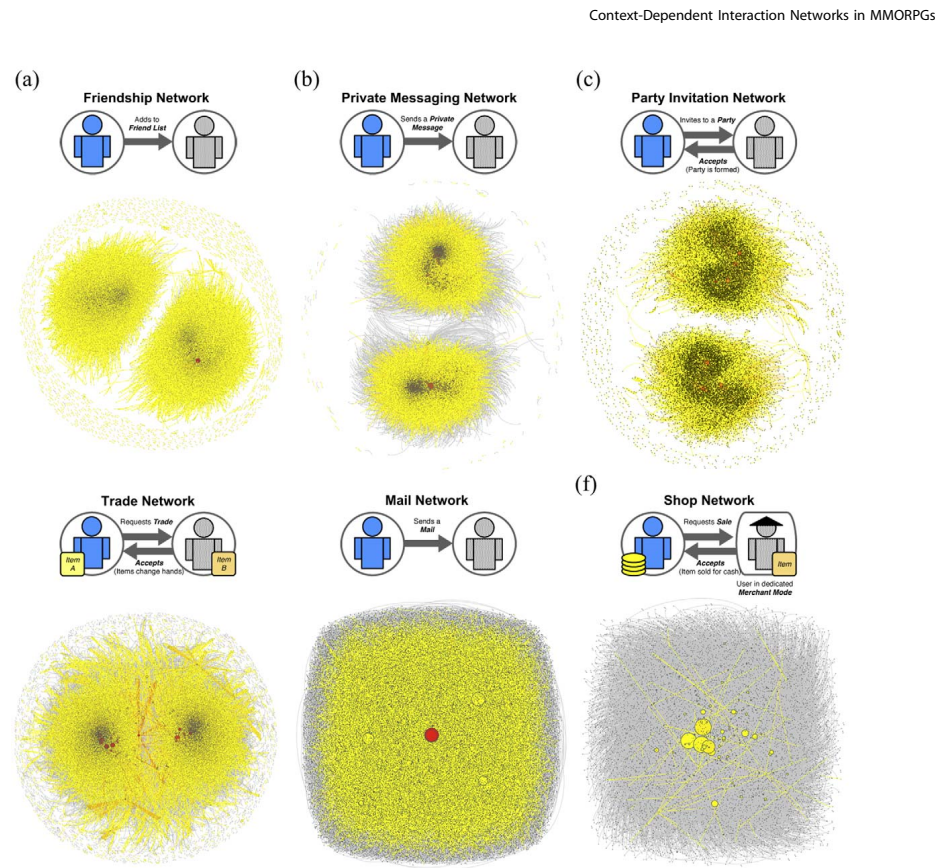 Context-Dependent Interaction Networks in MMORPGs
(a)
(b)
(c)
Friendship Network
Private Messaging Network
Party Invitation Network
Adds to
Friend List
Sends a Private
Message
Invites to a Party
Accepts
(Party is formed)
Trade Network
Mail Network
(f)
Shop Network
Requests Trade
Accepts
(Items change hands)
Item
A
Item
B
Sends a
Mail
Requests Sale
Accepts
(Item sold for cash)
Item
User in dedicated
Merchant Mode